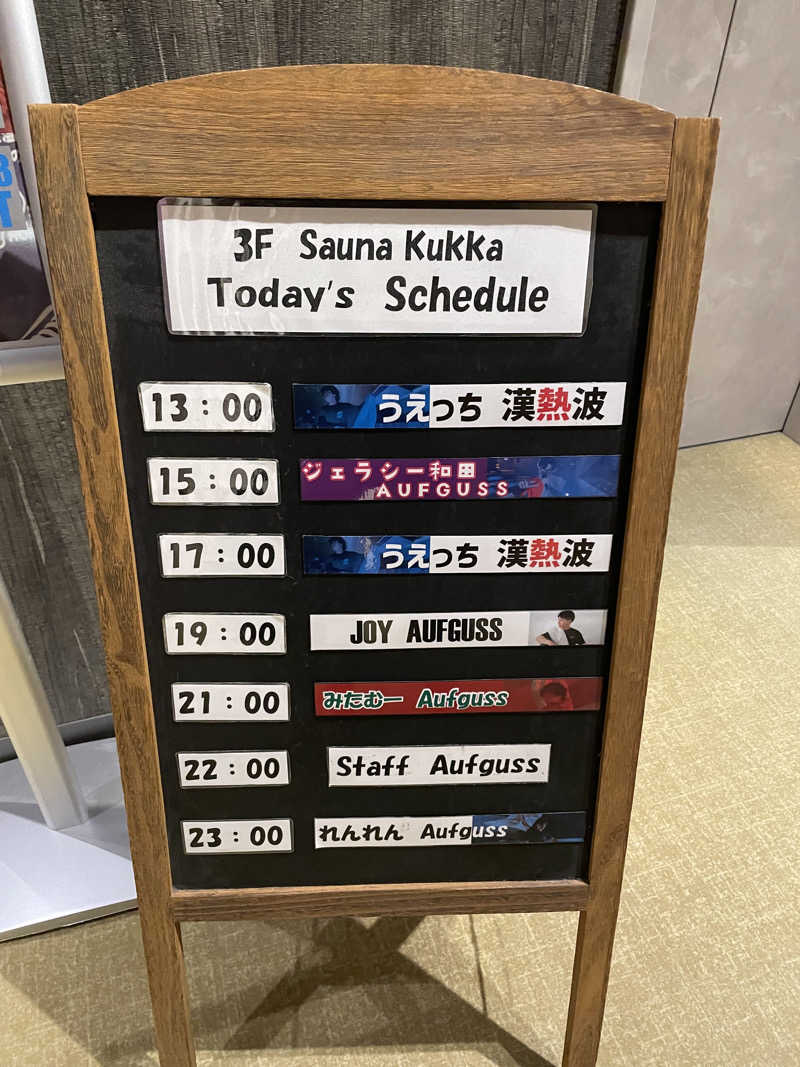 3F Sauna Kukka
Today's Schedule
13:00 うえっち 漢熱波
15:00 ジェラシー和田
AUFGUSS
17:00 うえっち 漢熱波
19:00 JOY AUFGUSS
21:00 みたむー Aufguss
22:00 Staff Aufguss
23:00 れんれん Aufguss